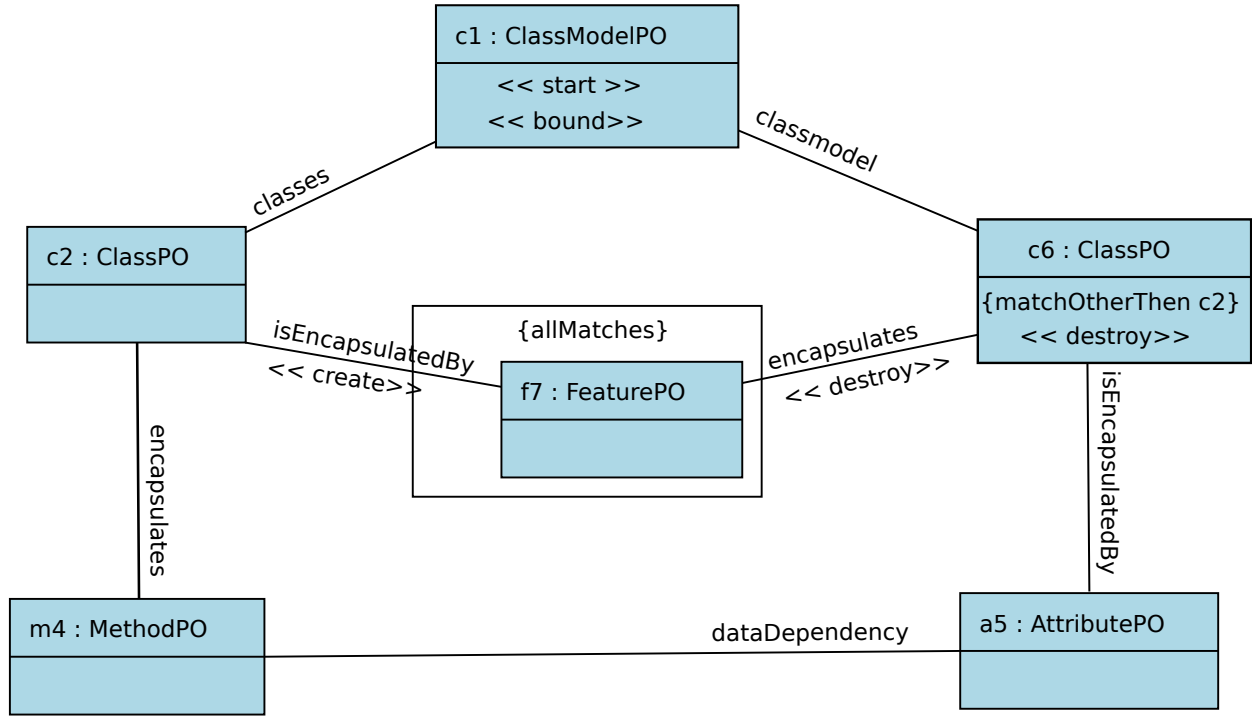 c1 : ClassModelPO
<< start >>
<< bound>>
classes
classmodel
c2 : ClassPO
c6 : ClassPO
{matchOtherThen c2}
<< destroy>>
{allMatches}
isEncapsulatedBy
<< create>>
encapsulates
<< destroy>>
f7 : FeaturePO
encapsulates
isEncapsulatedBy
m4 : MethodPO
dataDependency
a5 : AttributePO